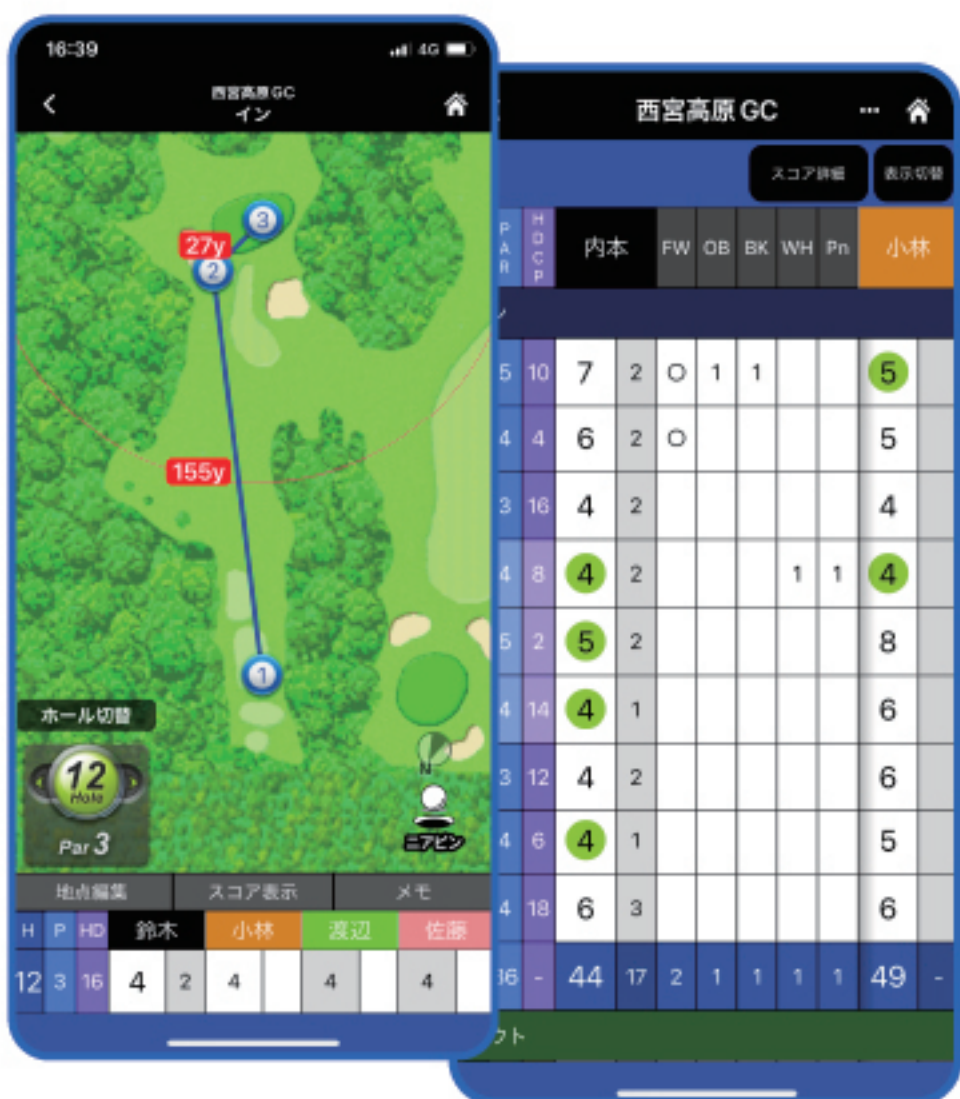 16:39
4G
西宮高原GC
イン
3
27y
2
155y
1
ホール切替
12
Hole
Par 3
N
ニアピン
地点編集 スコア表示 メモ
H P HD 鈴木 小林 渡辺 佐藤
12 3 16 4 2 4 4 4
西宮高原GC
スコア詳細 表示切替
PAR HDCP 内本 FW OB BK WH Pn 小林
5 10 7 2 ○ 1 1 5
4 4 6 2 ○ 5
3 16 4 2 4
4 8 4 2 1 1 4
5 2 5 2 8
4 14 4 1 6
3 12 4 2 6
4 6 4 1 5
4 18 6 3 6
36 - 44 17 2 1 1 1 1 49 -
クト